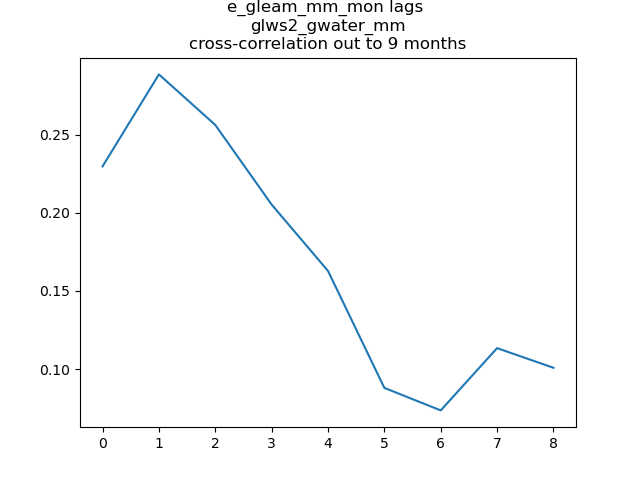 e_gleam_mm_mon lags
glws2_gwater_mm
cross-correlation out to 9 months
0.25
0.20
0.15
0.10
0 1 2 3 4 5 6 7 8